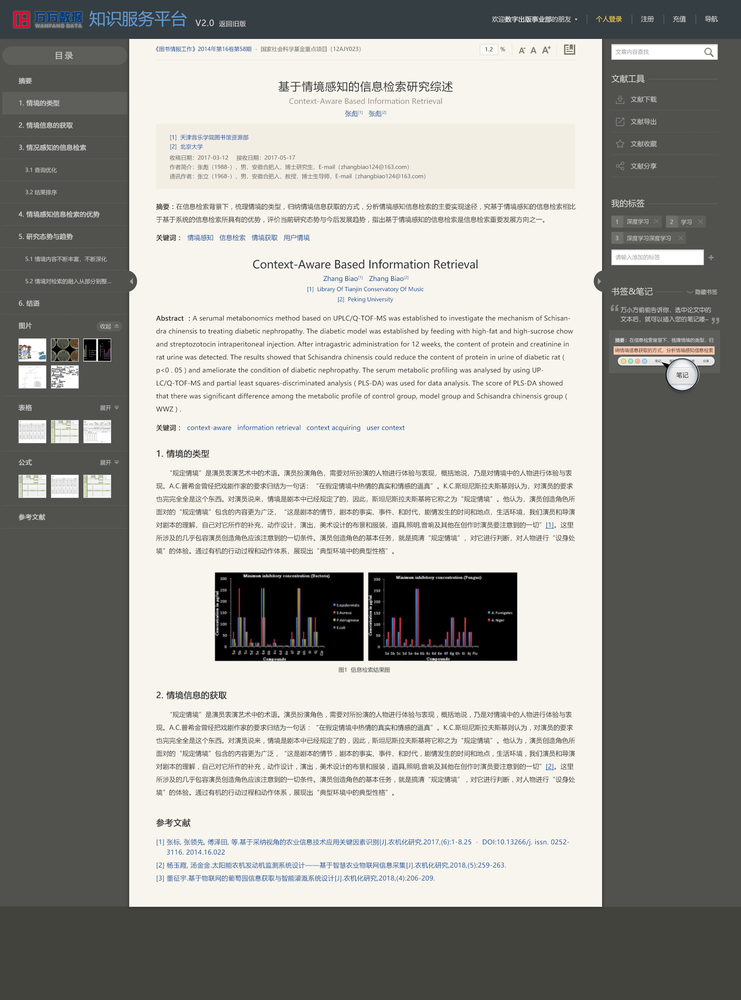 万方数据
WANFANG DATA
知识服务平台
V2.0 返回旧版
欢迎数字出版事业部的朋友
个人登录
注册
充值
导航
目录
摘要
1. 情境的类型
2. 情境信息的获取
3. 情况感知的信息检索
3.1 查询优化
3.2 结果排序
4. 情境感知信息检索的优势
5. 研究态势与趋势
5.1 情境内容不断丰富，不断深化
5.2 情境对检索的融入从部分到整...
6. 结语
图片
收起
表格
展开
公式
展开
参考文献
《图书情报工作》2014年第16卷第58期 - 国家社会科学基金重点项目（12AJY023）
1.2 %
A- A A+
基于情境感知的信息检索研究综述
Context-Aware Based Information Retrieval
张彪[1] 张彪[2]
[1] 天津音乐学院图书馆资源部
[2] 北京大学
收稿日期：2017-03-12 接收日期：2017-05-17
作者简介：张彪（1988-），男，安徽合肥人，博士研究生，E-mail（zhangbiao124@163.com）
通讯作者：张立（1968-），男，安徽合肥人，教授，博士生导师，E-mail（zhangbiao124@163.com）
摘要：在信息检索背景下，梳理情境的类型，归纳情境信息获取的方式，分析情境感知信息检索的主要实现途径，究基于情境感知的信息检索相比
于基于系统的信息检索所具有的优势，评价当前研究态势与今后发展趋势，指出基于情境感知的信息检索是信息检索重要发展方向之一。
关键词： 情境感知 信息检索 情境获取 用户情境
Context-Aware Based Information Retrieval
Zhang Biao[1] Zhang Biao[2]
[1] Library Of Tianjin Conservatory Of Music
[2] Peking University
Abstract ：A serumal metabonomics method based on UPLC/Q-TOF-MS was established to investigate the mechanism of Schisan-
dra chinensis to treating diabetic nephropathy. The diabetic model was established by feeding with high-fat and high-sucrose chow
and streptozotocin intraperitoneal injection. After intragastric administration for 12 weeks, the content of protein and creatinine in
rat urine was detected. The results showed that Schisandra chinensis could reduce the content of protein in urine of diabetic rat (
p<0 . 05 ) and ameliorate the condition of diabetic nephropathy. The serum metabolic profiling was analysed by using UP-
LC/Q-TOF-MS and partial least squares-discriminated analysis ( PLS-DA) was used for data analysis. The score of PLS-DA showed
that there was significant difference among the metabolic profile of control group, model group and Schisandra chinensis group (
WWZ ) .
关键词： context-aware information retrieval context acquiring user context
1. 情境的类型
“规定情境”是演员表演艺术中的术语。演员扮演角色，需要对所扮演的人物进行体验与表现，概括地说，乃是对情境中的人物进行体验与表
现。A.C.普希金曾经把戏剧作家的要求归结为一句话：“在假定情境中热情的真实和情感的逼真”。K.C.斯坦尼斯拉夫斯基则认为，对演员的要求
也完完全全是这个东西。对演员说来，情境是剧本中已经规定了的，因此，斯坦尼斯拉夫斯基将它称之为“规定情境”。他认为，演员创造角色所
面对的“规定情境”包含的内容更为广泛，“这是剧本的情节，剧本的事实、事件、和时代，剧情发生的时间和地点，生活环境，我们演员和导演
对剧本的理解，自己对它所作的补充，动作设计，演出，美术设计的布景和服装，道具,照明,音响及其他在创作时演员要注意到的一切”[1]。这里
所涉及的几乎包容演员创造角色应该注意到的一切条件。演员创造角色的基本任务，就是搞清“规定情境”，对它进行判断，对人物进行“设身处
境”的体验。通过有机的行动过程和动作体系，展现出“典型环境中的典型性格”。
Minimum inhibitory concentration (Bacteria)
Concentration in µg/ml
300
250
200
150
100
50
0
S.epidermidis
S.Aureus
P.Aeruginosa
E.coli
5a 5b 5c 5d 5e 6a 6b 6c 6d 6e 6f 6g 6h 6i 6j Cip
Compounds
Minimum inhibitory concentration (Fungus)
Concentration in µg/ml
300
250
200
150
100
50
0
A. Fumigates
A. Niger
5a 5b 5c 5d 5e 6a 6b 6c 6d 6e 6f 6g 6h 6i 6j Flu
Compounds
图1 信息检索结果图
2. 情境信息的获取
“规定情境”是演员表演艺术中的术语。演员扮演角色，需要对所扮演的人物进行体验与表现，概括地说，乃是对情境中的人物进行体验与表
现。A.C.普希金曾经把戏剧作家的要求归结为一句话：“在假定情境中热情的真实和情感的逼真”。K.C.斯坦尼斯拉夫斯基则认为，对演员的要求
也完完全全是这个东西。对演员说来，情境是剧本中已经规定了的，因此，斯坦尼斯拉夫斯基将它称之为“规定情境”。他认为，演员创造角色所
面对的“规定情境”包含的内容更为广泛，“这是剧本的情节，剧本的事实、事件、和时代，剧情发生的时间和地点，生活环境，我们演员和导演
对剧本的理解，自己对它所作的补充，动作设计，演出，美术设计的布景和服装，道具,照明,音响及其他在创作时演员要注意到的一切”[2]。这里
所涉及的几乎包容演员创造角色应该注意到的一切条件。演员创造角色的基本任务，就是搞清“规定情境”，对它进行判断，对人物进行“设身处
境”的体验。通过有机的行动过程和动作体系，展现出“典型环境中的典型性格”。
参考文献
[1] 张标, 张领先, 傅泽田, 等.基于采纳视角的农业信息技术应用关键因素识别[J].农机化研究.2017,(6):1-8.25 - DOI:10.13266/j. issn. 0252-
3116. 2014.16.022
[2] 杨玉霞, 汤金金.太阳能农机发动机监测系统设计——基于智慧农业物联网信息采集[J].农机化研究,2018,(5):259-263.
[3] 董征宇.基于物联网的葡萄园信息获取与智能灌溉系统设计[J].农机化研究,2018,(4):206-209.
文章内容查找
文献工具
文献下载
文献导出
文献收藏
文献分享
我的标签
1 深度学习
2 学习
3 深度学习深度学习
请输入添加的标签
书签&笔记
隐藏书签
万小方偷偷告诉你，选中论文中的
文本后，就可以插入您的笔记喽~
摘要：在信息检索背景下，梳理情境的类型，归
纳情境信息获取的方式，分析情境感知信息检索
笔记
分享
笔记